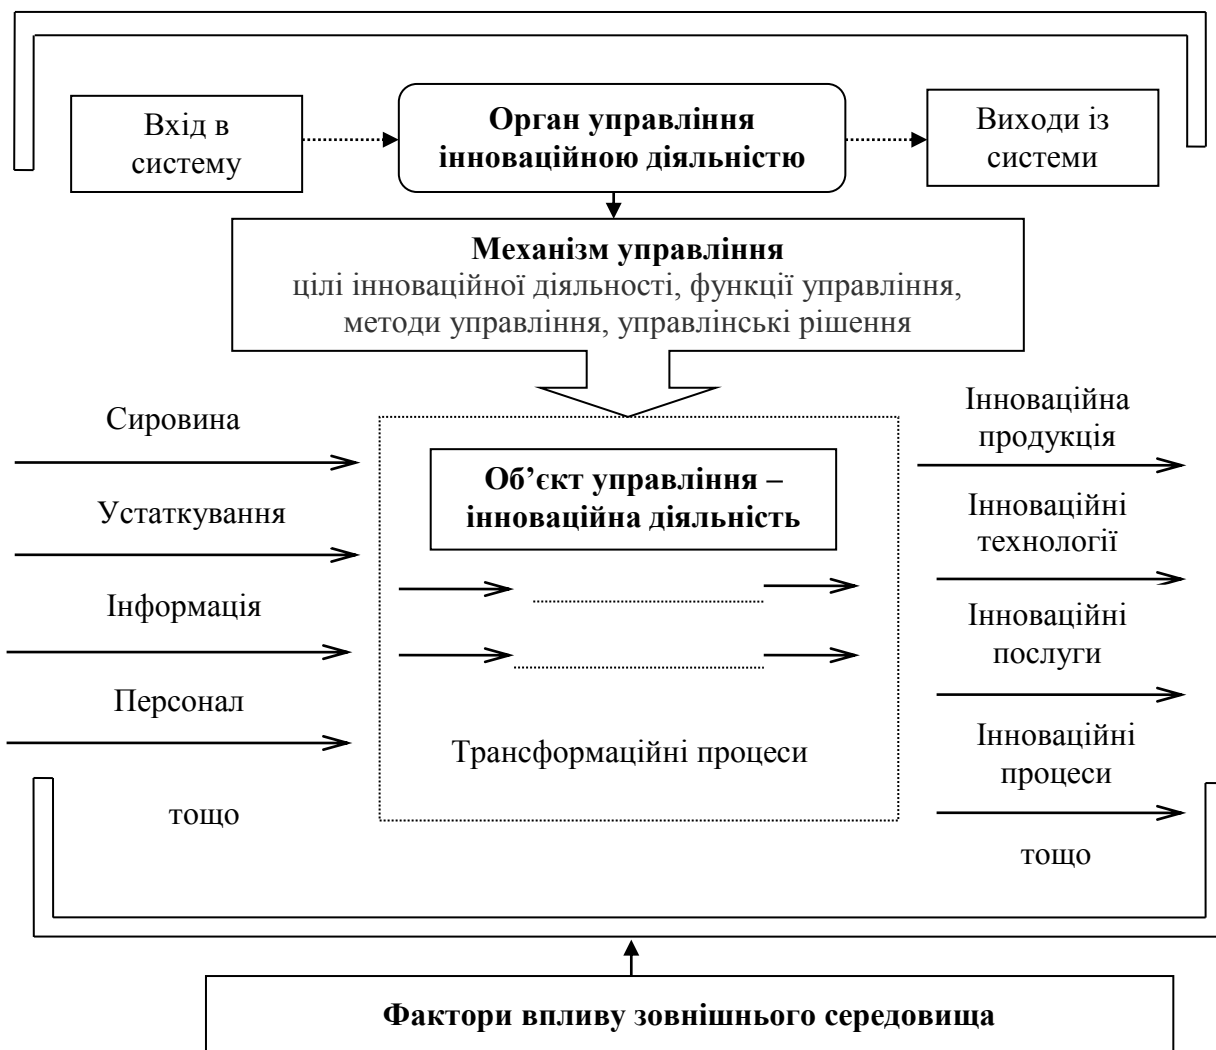 Вхід в
систему
Орган управління
інноваційною діяльністю
Виходи із
системи
Механізм управління
цілі інноваційної діяльності, функції управління,
методи управління, управлінські рішення
Сировина
Устаткування
Інформація
Персонал
тощо
Об’єкт управління –
інноваційна діяльність
Трансформаційні процеси
Інноваційна
продукція
Інноваційні
технології
Інноваційні
послуги
Інноваційні
процеси
тощо
Фактори впливу зовнішнього середовища